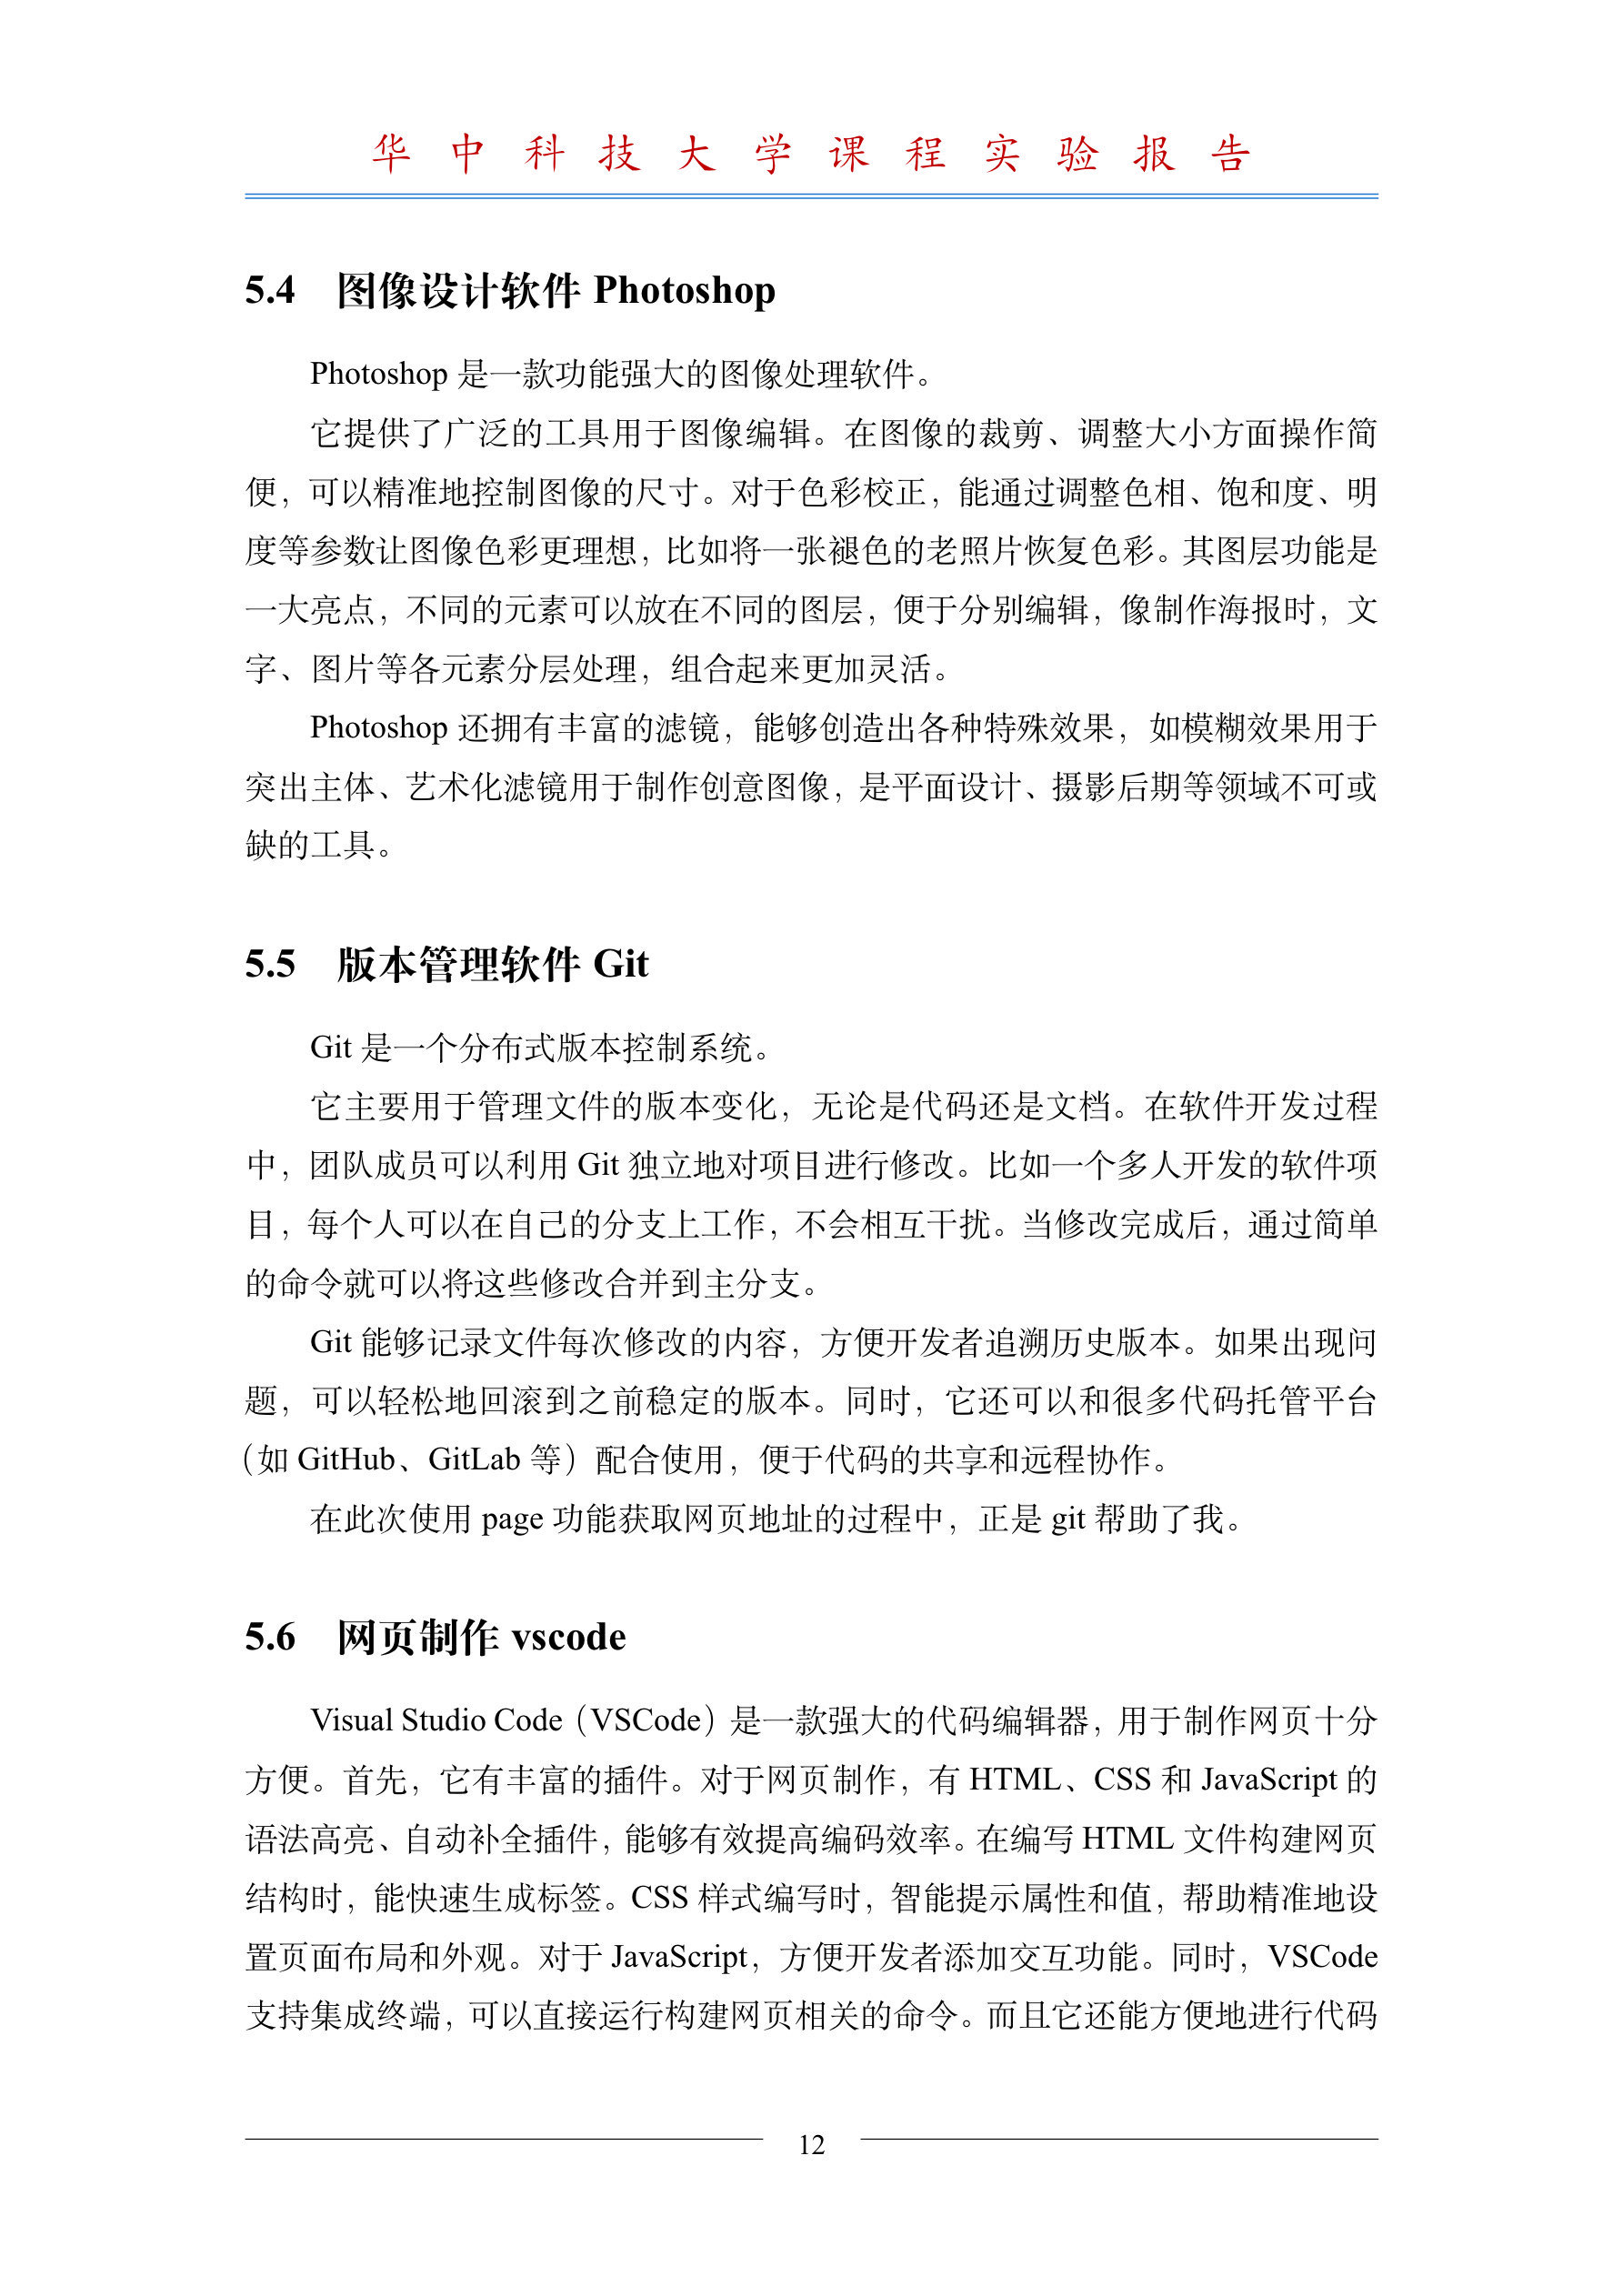 华中科技大学课程实验报告
5.4 图像设计软件 Photoshop
Photoshop 是一款功能强大的图像处理软件。
它提供了广泛的工具用于图像编辑。在图像的裁剪、调整大小方面操作简
便，可以精准地控制图像的尺寸。对于色彩校正，能通过调整色相、饱和度、明
度等参数让图像色彩更理想，比如将一张褪色的老照片恢复色彩。其图层功能是
一大亮点，不同的元素可以放在不同的图层，便于分别编辑，像制作海报时，文
字、图片等各元素分层处理，组合起来更加灵活。
Photoshop 还拥有丰富的滤镜，能够创造出各种特殊效果，如模糊效果用于
突出主体、艺术化滤镜用于制作创意图像，是平面设计、摄影后期等领域不可或
缺的工具。
5.5 版本管理软件 Git
Git 是一个分布式版本控制系统。
它主要用于管理文件的版本变化，无论是代码还是文档。在软件开发过程
中，团队成员可以利用 Git 独立地对项目进行修改。比如一个多人开发的软件项
目，每个人可以在自己的分支上工作，不会相互干扰。当修改完成后，通过简单
的命令就可以将这些修改合并到主分支。
Git 能够记录文件每次修改的内容，方便开发者追溯历史版本。如果出现问
题，可以轻松地回滚到之前稳定的版本。同时，它还可以和很多代码托管平台
（如 GitHub、GitLab 等）配合使用，便于代码的共享和远程协作。
在此次使用 page 功能获取网页地址的过程中，正是 git 帮助了我。
5.6 网页制作 vscode
Visual Studio Code（VSCode）是一款强大的代码编辑器，用于制作网页十分
方便。首先，它有丰富的插件。对于网页制作，有 HTML、CSS 和 JavaScript 的
语法高亮、自动补全插件，能够有效提高编码效率。在编写 HTML 文件构建网页
结构时，能快速生成标签。CSS 样式编写时，智能提示属性和值，帮助精准地设
置页面布局和外观。对于 JavaScript，方便开发者添加交互功能。同时，VSCode
支持集成终端，可以直接运行构建网页相关的命令。而且它还能方便地进行代码
12